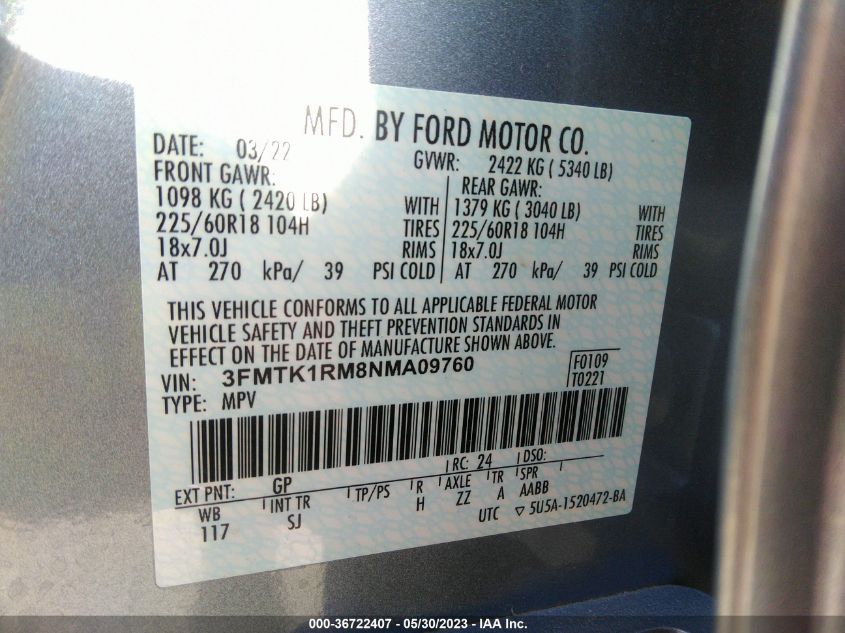 MFD. BY FORD MOTOR CO.
DATE: 03/22 GVWR: 2422 KG ( 5340 LB)
FRONT GAWR: REAR GAWR:
1098 KG ( 2420 LB) WITH 1379 KG ( 3040 LB) WITH
225/60R18 104H TIRES 225/60R18 104H TIRES
18x7.0J RIMS 18x7.0J RIMS
AT 270 kPa/ 39 PSI COLD AT 270 kPa/ 39 PSI COLD
THIS VEHICLE CONFORMS TO ALL APPLICABLE FEDERAL MOTOR
VEHICLE SAFETY AND THEFT PREVENTION STANDARDS IN
EFFECT ON THE DATE OF MANUFACTURE SHOWN ABOVE.
VIN: 3FMTK1RM8NMA09760 F0109
TYPE: MPV T0221
EXT PNT: GP RC: 24 DSO:
WB INT TR TP/PS R AXLE TR SPR
117 SJ H ZZ A AABB
UTC ▽ 5U5A-1520472-BA
000-36722407 - 05/30/2023 - IAA Inc.